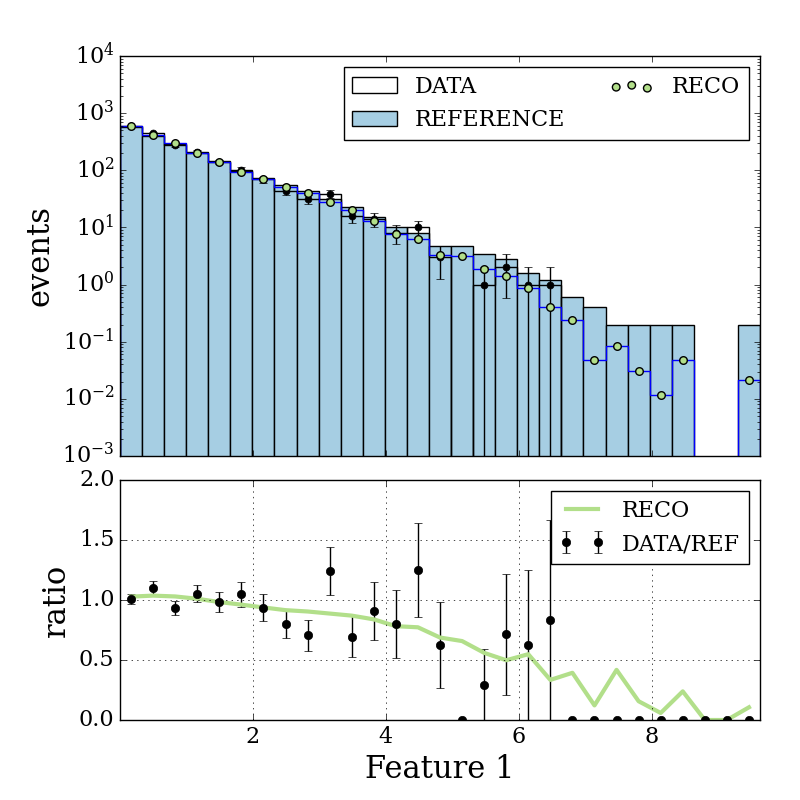 10^4
10^3
10^2
10^1
10^0
10^-1
10^-2
10^-3
events
DATA
REFERENCE
RECO
2.0
1.5
1.0
0.5
0.0
ratio
RECO
DATA/REF
2 4 6 8
Feature 1